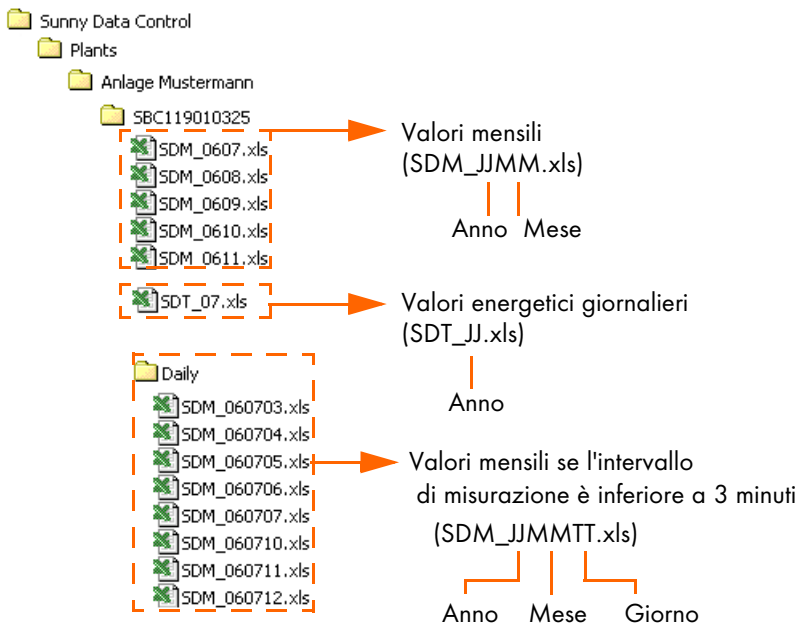 Sunny Data Control
Plants
Anlage Mustermann
SBC119010325
SDM_0607.xls
SDM_0608.xls
SDM_0609.xls
SDM_0610.xls
SDM_0611.xls
Valori mensili
(SDM_JJMM.xls)
Anno Mese
SDT_07.xls
Valori energetici giornalieri
(SDT_JJ.xls)
Anno
Daily
SDM_060703.xls
SDM_060704.xls
SDM_060705.xls
SDM_060706.xls
SDM_060707.xls
SDM_060710.xls
SDM_060711.xls
SDM_060712.xls
Valori mensili se l'intervallo
di misurazione è inferiore a 3 minuti
(SDM_JJMMTT.xls)
Anno Mese Giorno